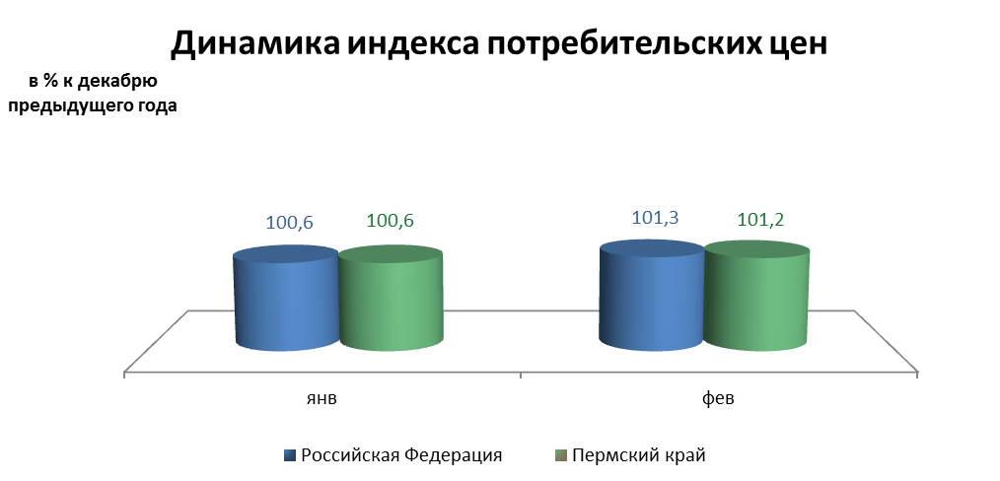 Динамика индекса потребительских цен
в % к декабрю
предыдущего года
100,6
100,6
101,3
101,2
янв
фев
Российская Федерация
Пермский край